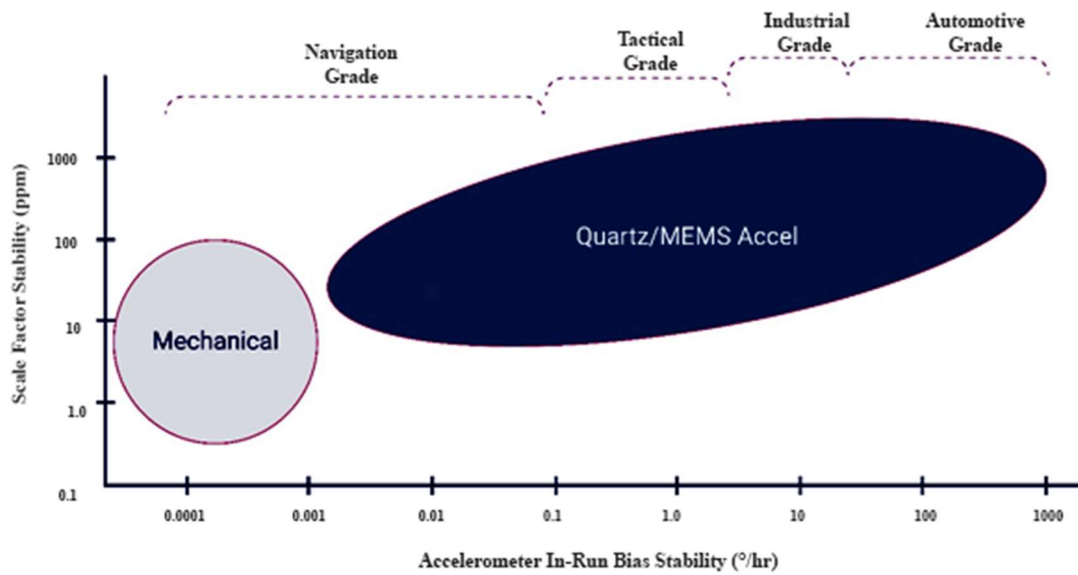 Navigation
Grade
Tactical
Grade
Industrial
Grade
Automotive
Grade
Scale Factor Stability (ppm)
1000
100
10
1.0
0.1
Quartz/MEMS Accel
Mechanical
0.0001
0.001
0.01
0.1
1.0
10
100
1000
Accelerometer In-Run Bias Stability (°/hr)